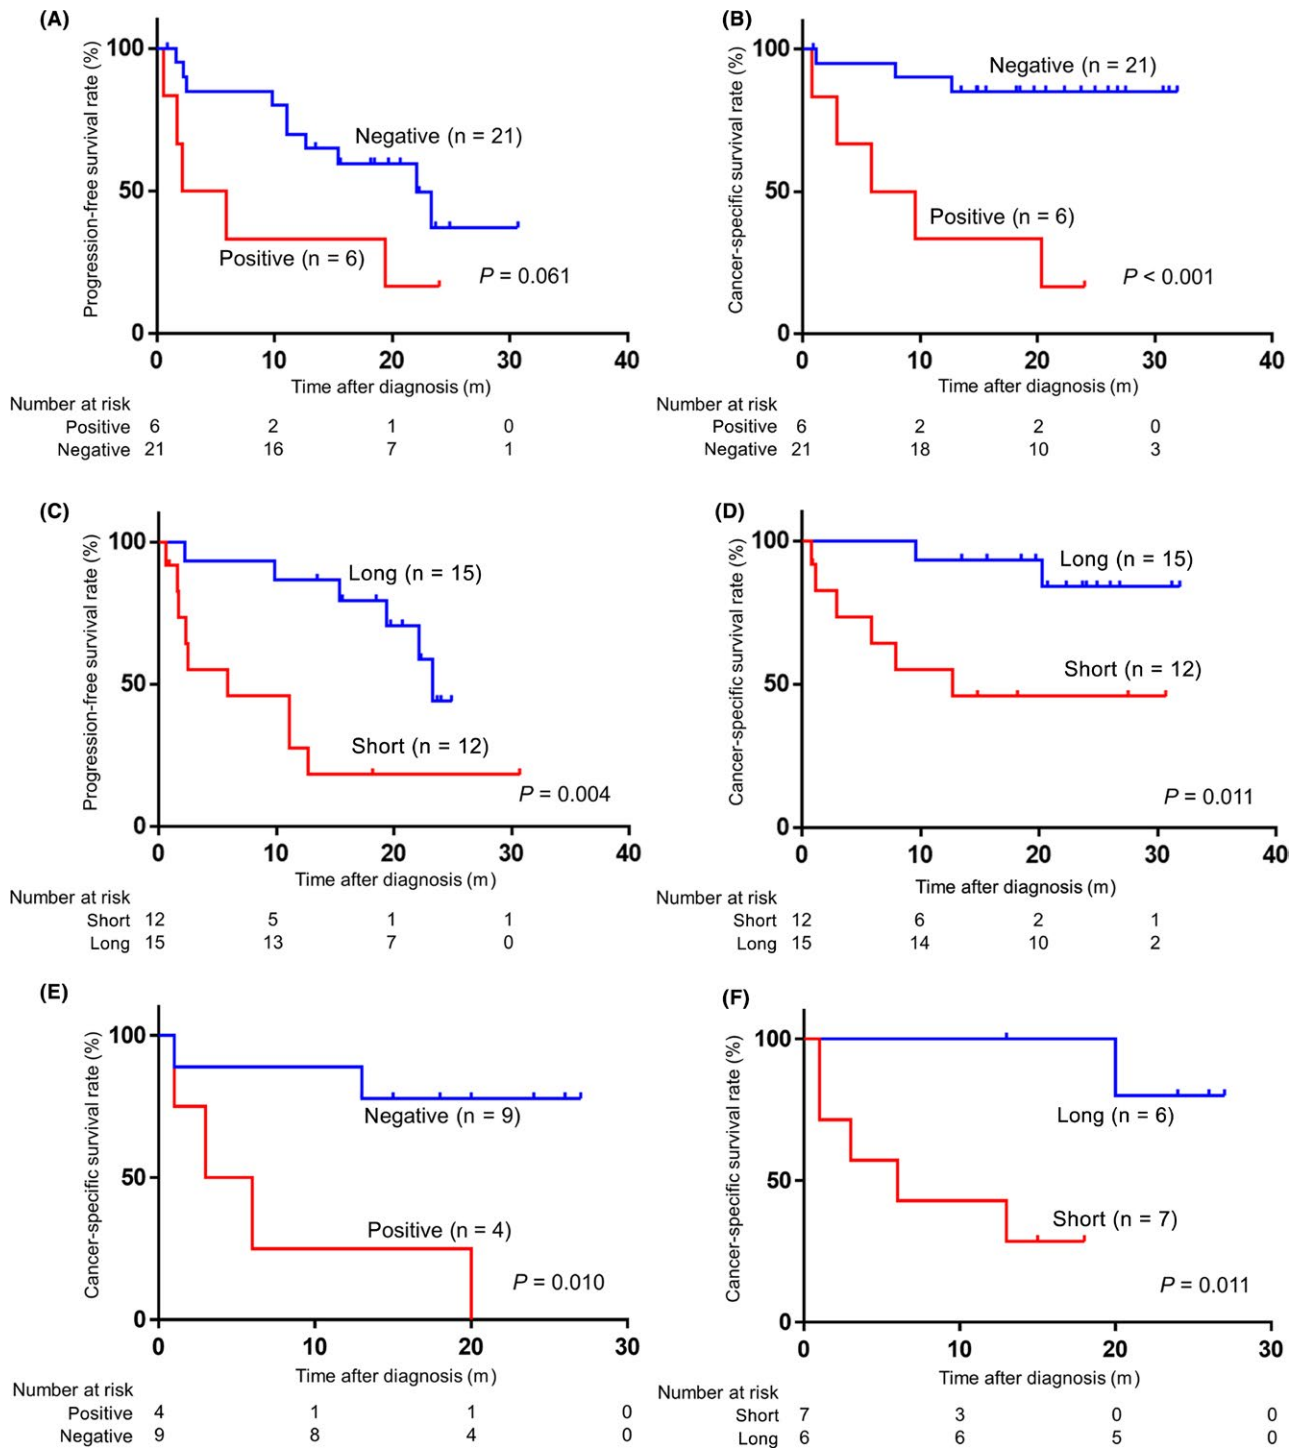 (A)
Progression-free survival rate (%)
100
50
0
Negative (n = 21)
Positive (n = 6)
P = 0.061
0 10 20 30 40
Time after diagnosis (m)
Number at risk
Positive 6 2 1 0
Negative 21 16 7 1
(B)
Cancer-specific survival rate (%)
100
50
0
Negative (n = 21)
Positive (n = 6)
P < 0.001
0 10 20 30 40
Time after diagnosis (m)
Number at risk
Positive 6 2 2 0
Negative 21 18 10 3
(C)
Progression-free survival rate (%)
100
50
0
Long (n = 15)
Short (n = 12)
P = 0.004
0 10 20 30 40
Time after diagnosis (m)
Number at risk
Short 12 5 1 1
Long 15 13 7 0
(D)
Cancer-specific survival rate (%)
100
50
0
Long (n = 15)
Short (n = 12)
P = 0.011
0 10 20 30 40
Time after diagnosis (m)
Number at risk
Short 12 6 2 1
Long 15 14 10 2
(E)
Cancer-specific survival rate (%)
100
50
0
Negative (n = 9)
Positive (n = 4)
P = 0.010
0 10 20 30
Time after diagnosis (m)
Number at risk
Positive 4 1 1 0
Negative 9 8 4 0
(F)
Cancer-specific survival rate (%)
100
50
0
Long (n = 6)
Short (n = 7)
P = 0.011
0 10 20 30
Time after diagnosis (m)
Number at risk
Short 7 3 0 0
Long 6 6 5 0